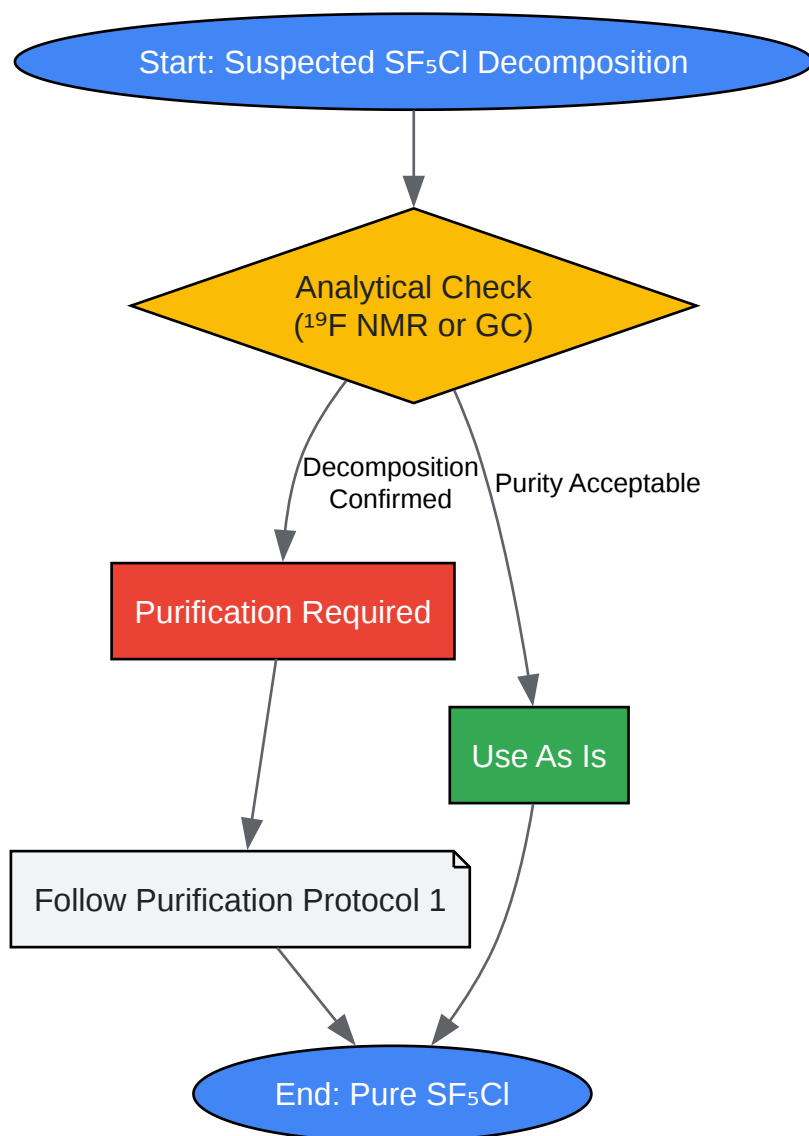 Start: Suspected SF₅Cl Decomposition
Analytical Check
(¹⁹F NMR or GC)
Decomposition
Confirmed
Purity Acceptable
Purification Required
Use As Is
Follow Purification Protocol 1
End: Pure SF₅Cl